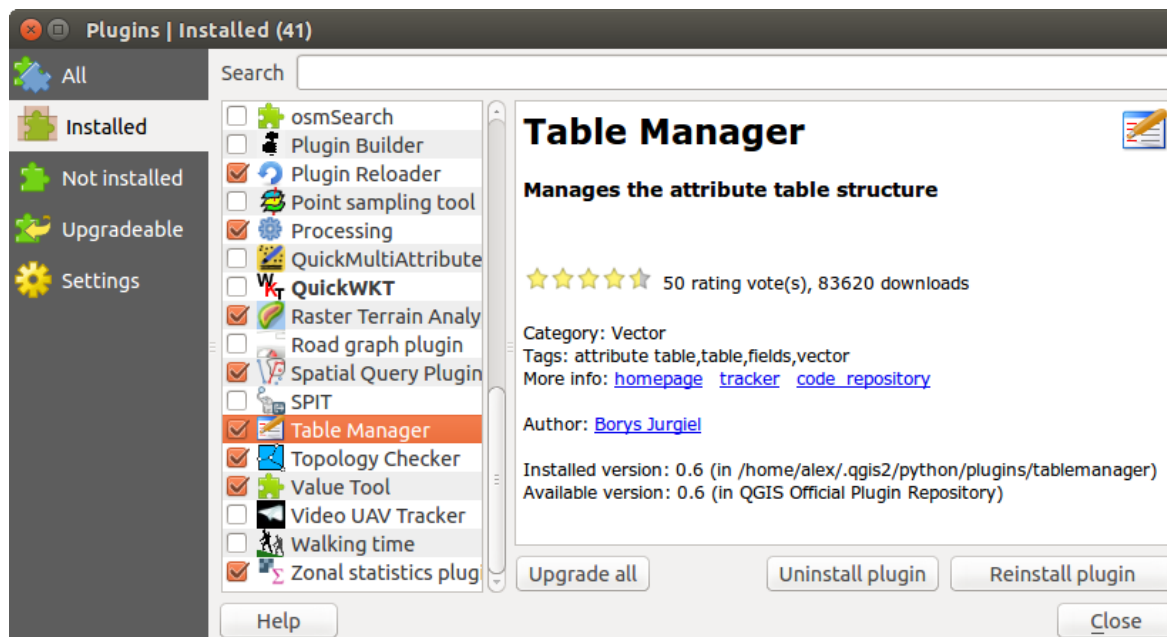 Plugins | Installed (41)
All
Installed
Not installed
Upgradeable
Settings
Search
osmSearch
Plugin Builder
Plugin Reloader
Point sampling tool
Processing
QuickMultiAttribute
QuickWKT
Raster Terrain Analy
Road graph plugin
Spatial Query Plugin
SPIT
Table Manager
Topology Checker
Value Tool
Video UAV Tracker
Walking time
Zonal statistics plugi
Table Manager
Manages the attribute table structure
50 rating vote(s), 83620 downloads
Category: Vector
Tags: attribute table,table,fields,vector
More info: homepage tracker code repository
Author: Borys Jurgiel
Installed version: 0.6 (in /home/alex/.qgis2/python/plugins/tablemanager)
Available version: 0.6 (in QGIS Official Plugin Repository)
Upgrade all
Uninstall plugin
Reinstall plugin
Help
Close